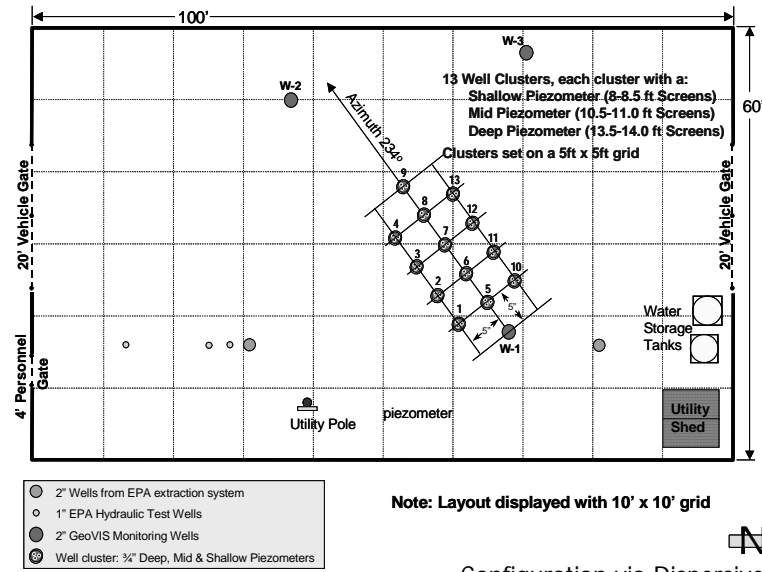 100’
W-3
W-2
13 Well Clusters, each cluster with a:
Shallow Piezometer (8-8.5 ft Screens)
Mid Piezometer (10.5-11.0 ft Screens)
Deep Piezometer (13.5-14.0 ft Screens)
Clusters set on a 5ft x 5ft grid
60’
Azimuth 234º
20’ Vehicle Gate
20’ Vehicle Gate
9
13
8
12
4
7
11
3
6
10
2
5
1
5’
5’
W-1
Water
Storage
Tanks
4’ Personnel
Gate
Utility Pole
piezometer
Utility
Shed
2” Wells from EPA extraction system
1” EPA Hydraulic Test Wells
2” GeoVIS Monitoring Wells
Well cluster: ¾” Deep, Mid & Shallow Piezometers
Note: Layout displayed with 10’ x 10’ grid
N